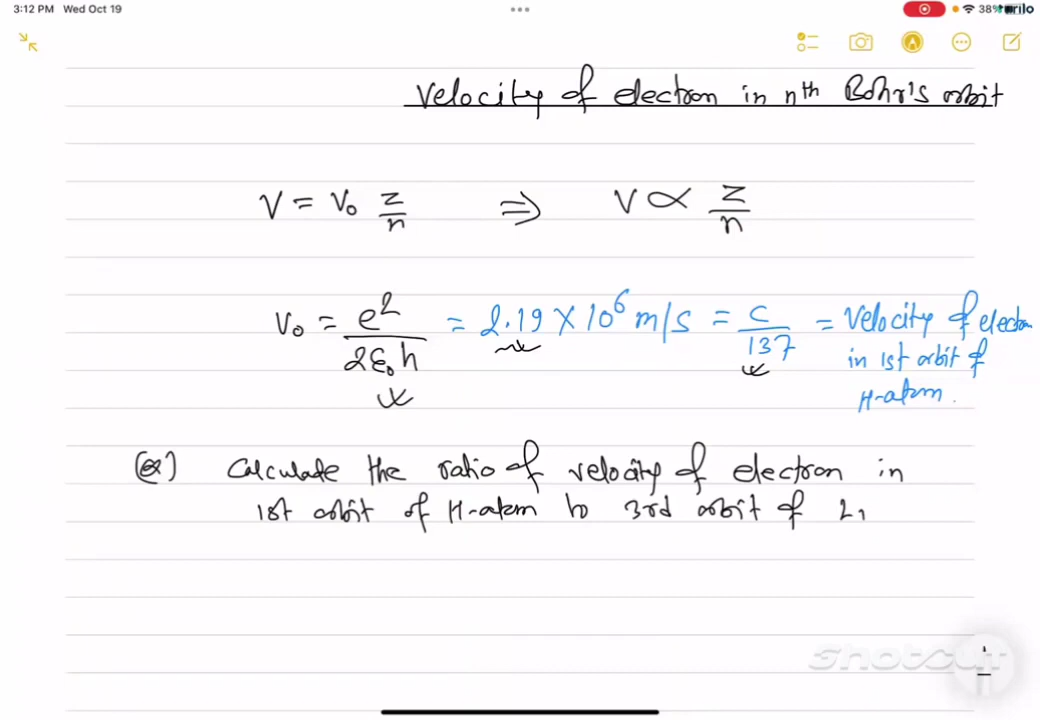 3:12 PM Wed Oct 19
38%
Velocity of electron in nth Bohr's orbit
V = V₀ Z/n ⇒ V ∝ Z/n
V₀ = e²/2ε₀h = 2.19 × 10⁶ m/s = c/137 = Velocity of electron
in 1st orbit of
H-atom.
(Ex) Calculate the ratio of velocity of electron in
1st orbit of H-atom to 3rd orbit of Li
shotcut